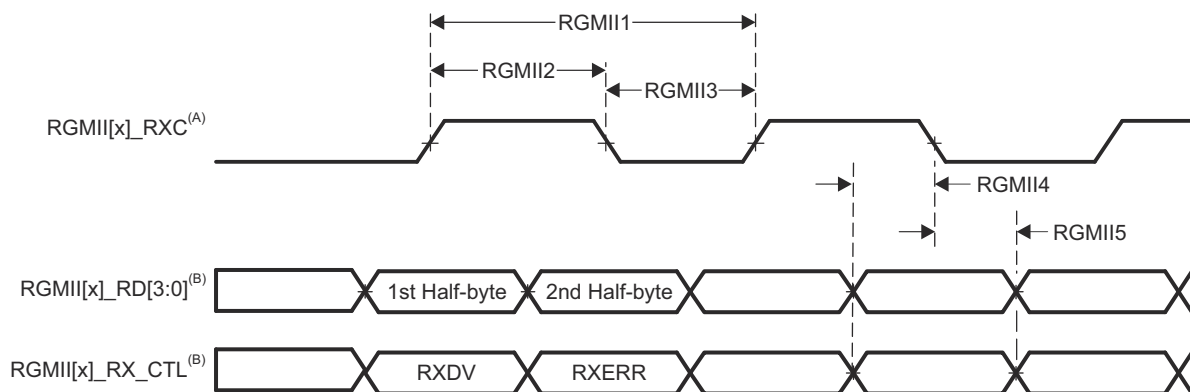 RGMII1
RGMII2
RGMII3
RGMII[x]_RXC(A)
RGMII4
RGMII5
RGMII[x]_RD[3:0](B)
1st Half-byte
2nd Half-byte
RGMII[x]_RX_CTL(B)
RXDV
RXERR